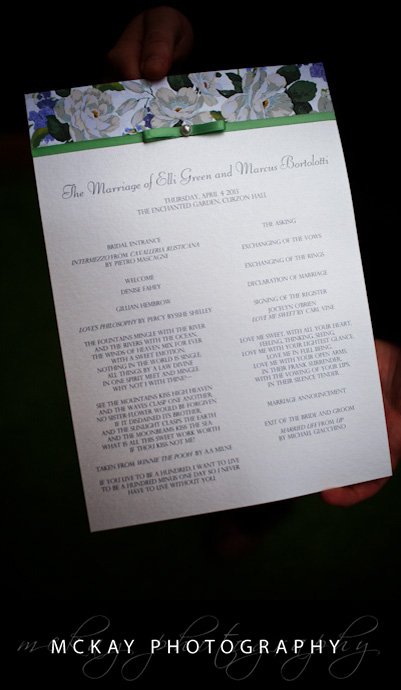 The Marriage of Elli Green and Marcus Bortolotti
THURSDAY, APRIL 4 2013
THE ENCHANTED GARDEN, CURZON HALL
BRIDAL ENTRANCE
INTERMEZZO FROM CAVALLERIA RUSTICANA
BY PIETRO MASCAGNI
WELCOME
DENISE FAHEY
GILLIAN HEMBROW
LOVES PHILOSOPHY BY PERCY BYSSHE SHELLEY
THE FOUNTAINS MINGLE WITH THE RIVER
AND THE RIVERS WITH THE OCEAN,
THE WINDS OF HEAVEN MIX FOR EVER
WITH A SWEET EMOTION;
NOTHING IN THE WORLD IS SINGLE,
ALL THINGS BY A LAW DIVINE
IN ONE SPIRIT MEET AND MINGLE
WHY NOT I WITH THINE?—
SEE THE MOUNTAINS KISS HIGH HEAVEN
AND THE WAVES CLASP ONE ANOTHER,
NO SISTER FLOWER WOULD BE FORGIVEN
IF IT DISDAINED ITS BROTHER,
AND THE SUNLIGHT CLASPS THE EARTH
AND THE MOONBEAMS KISS THE SEA
WHAT IS ALL THIS SWEET WORK WORTH
IF THOU KISS NOT ME?
TAKEN FROM WINNIE THE POOH BY A.A MILNE
IF YOU LIVE TO BE A HUNDRED, I WANT TO LIVE
TO BE A HUNDRED MINUS ONE DAY SO I NEVER
HAVE TO LIVE WITHOUT YOU.
THE ASKING
EXCHANGING OF THE VOWS
EXCHANGING OF THE RINGS
DECLARATION OF MARRIAGE
SIGNING OF THE REGISTER
JOCELYN O'BRIEN
LOVE ME SWEET BY CARL VINE
LOVE ME SWEET, WITH ALL YOUR HEART,
FEELING, THINKING, SEEING,
LOVE ME WITH YOUR LIGHTEST GLANCE,
LOVE ME IN FULL BEING.
LOVE ME WITH YOUR OPEN ARMS,
IN THEIR FRANK SURRENDER,
WITH THE VOWING OF YOUR LIPS,
IN THEIR SILENCE TENDER.
MARRIAGE ANNOUNCEMENT
EXIT OF THE BRIDE AND GROOM
MARRIED LIFE FROM UP
BY MICHAEL GIACCHINO
MCKAY PHOTOGRAPHY
mckay photography